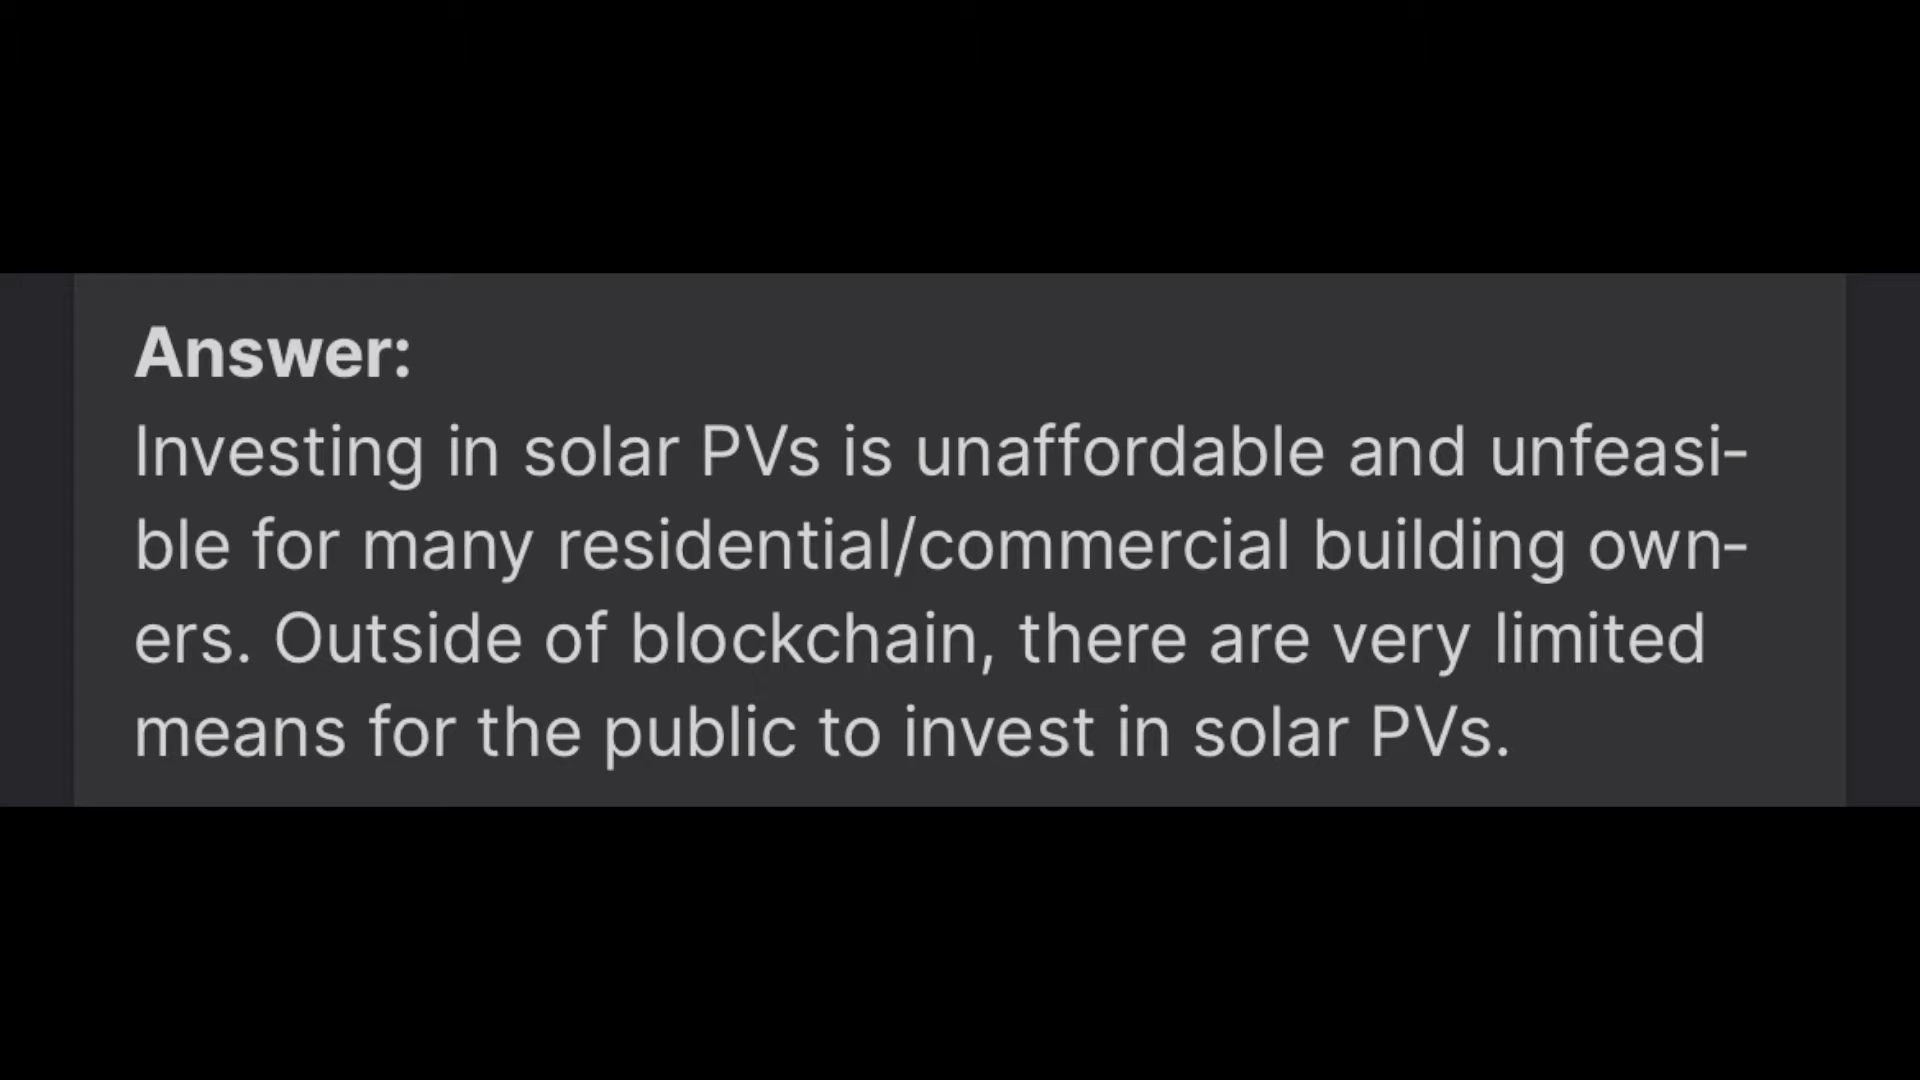 Answer:
Investing in solar PVs is unaffordable and unfeasi-
ble for many residential/commercial building own-
ers. Outside of blockchain, there are very limited
means for the public to invest in solar PVs.